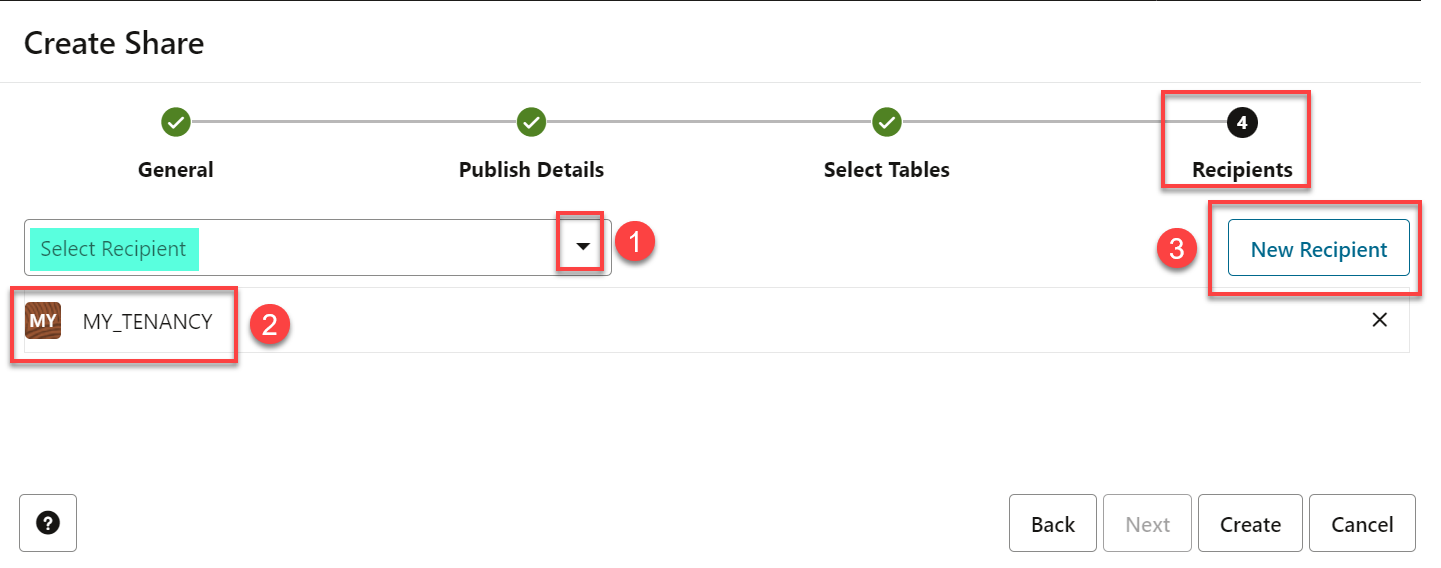 Create Share
4
General Publish Details Select Tables Recipients
Select Recipient 1 3 New Recipient
MY MY_TENANCY 2
? Back Next Create Cancel